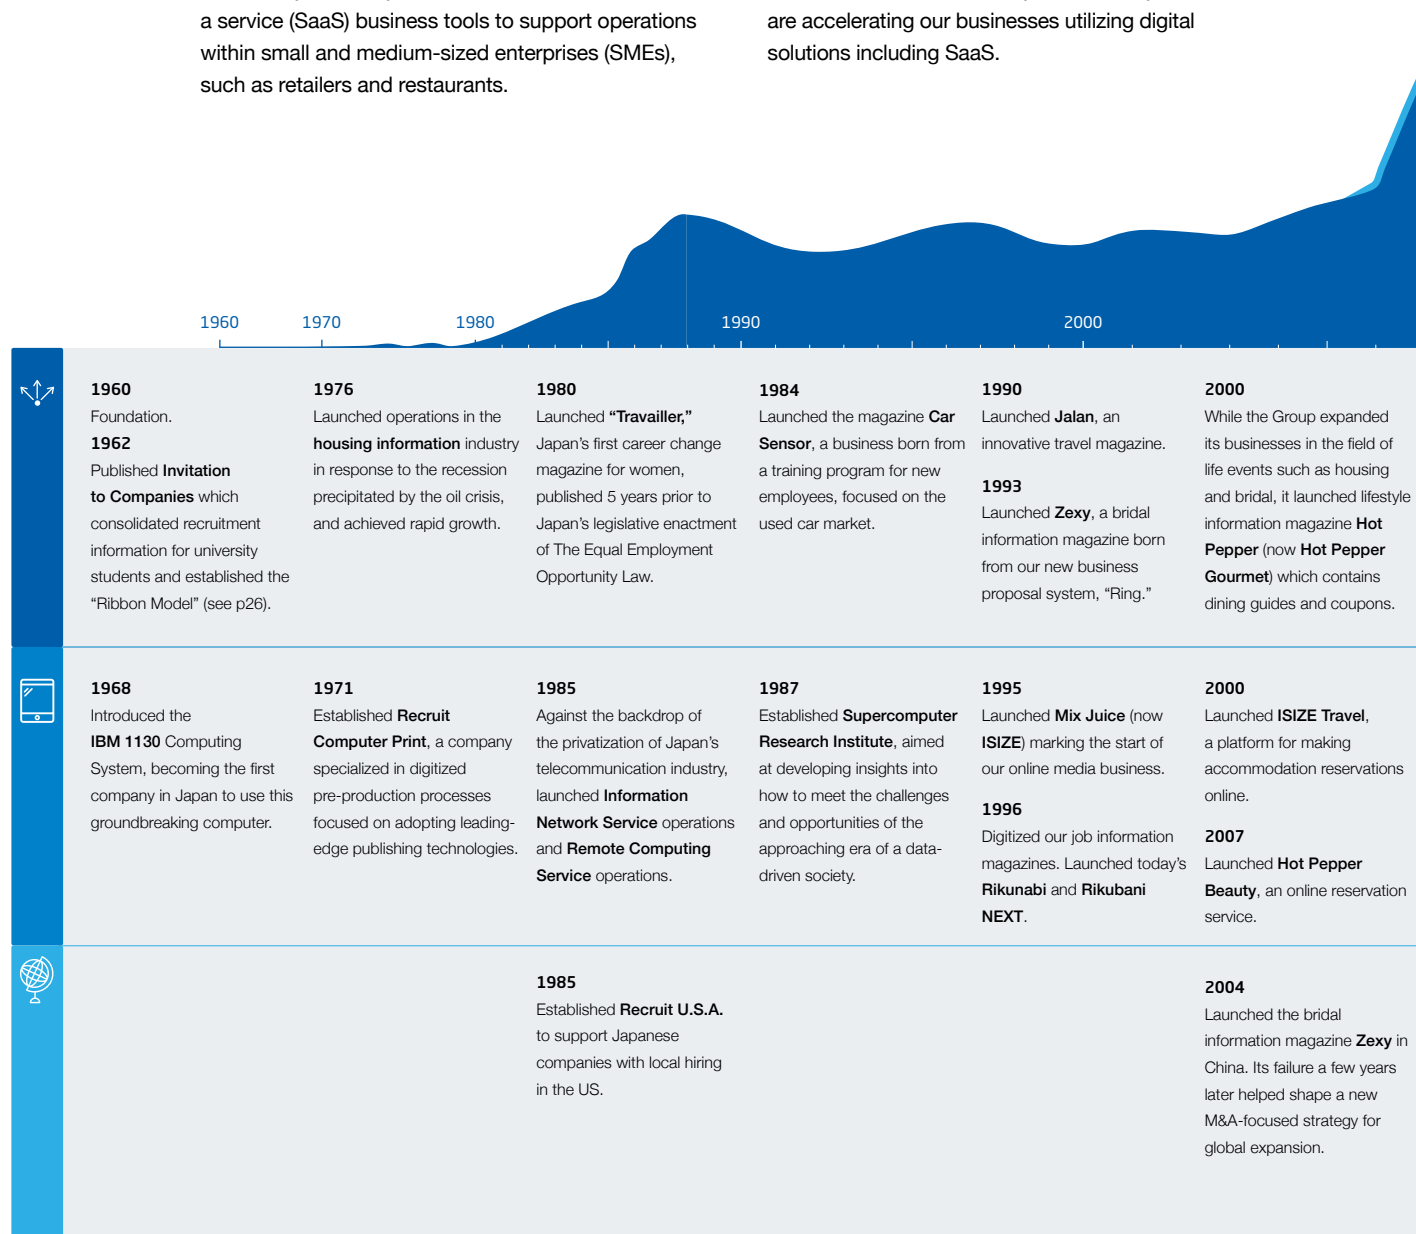 a service (SaaS) business tools to support operations
within small and medium-sized enterprises (SMEs),
such as retailers and restaurants.
are accelerating our businesses utilizing digital
solutions including SaaS.
1960
1970
1980
1990
2000
1960
Foundation.
1962
Published Invitation
to Companies which
consolidated recruitment
information for university
students and established the
“Ribbon Model” (see p26).
1976
Launched operations in the
housing information industry
in response to the recession
precipitated by the oil crisis,
and achieved rapid growth.
1980
Launched “Travailler,”
Japan’s first career change
magazine for women,
published 5 years prior to
Japan’s legislative enactment
of The Equal Employment
Opportunity Law.
1984
Launched the magazine Car
Sensor, a business born from
a training program for new
employees, focused on the
used car market.
1990
Launched Jalan, an
innovative travel magazine.
1993
Launched Zexy, a bridal
information magazine born
from our new business
proposal system, “Ring.”
2000
While the Group expanded
its businesses in the field of
life events such as housing
and bridal, it launched lifestyle
information magazine Hot
Pepper (now Hot Pepper
Gourmet) which contains
dining guides and coupons.
1968
Introduced the
IBM 1130 Computing
System, becoming the first
company in Japan to use this
groundbreaking computer.
1971
Established Recruit
Computer Print, a company
specialized in digitized
pre-production processes
focused on adopting leading-
edge publishing technologies.
1985
Against the backdrop of
the privatization of Japan’s
telecommunication industry,
launched Information
Network Service operations
and Remote Computing
Service operations.
1987
Established Supercomputer
Research Institute, aimed
at developing insights into
how to meet the challenges
and opportunities of the
approaching era of a data-
driven society.
1995
Launched Mix Juice (now
ISIZE) marking the start of
our online media business.
1996
Digitized our job information
magazines. Launched today’s
Rikunabi and Rikubani
NEXT.
2000
Launched ISIZE Travel,
a platform for making
accommodation reservations
online.
2007
Launched Hot Pepper
Beauty, an online reservation
service.
1985
Established Recruit U.S.A.
to support Japanese
companies with local hiring
in the US.
2004
Launched the bridal
information magazine Zexy in
China. Its failure a few years
later helped shape a new
M&A-focused strategy for
global expansion.